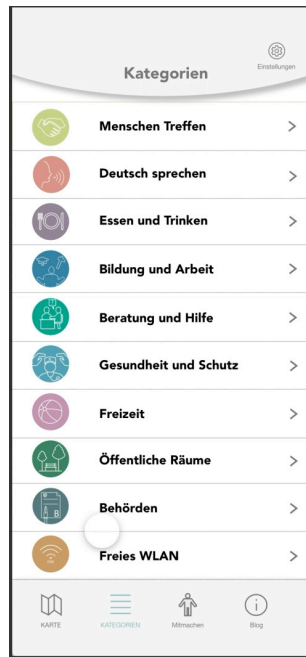 Einstellungen
Kategorien
Menschen Treffen
Deutsch sprechen
Essen und Trinken
Bildung und Arbeit
Beratung und Hilfe
Gesundheit und Schutz
Freizeit
Öffentliche Räume
B
Behörden
Freies WLAN
KARTE
KATEGORIEN
Mitmachen
Blog